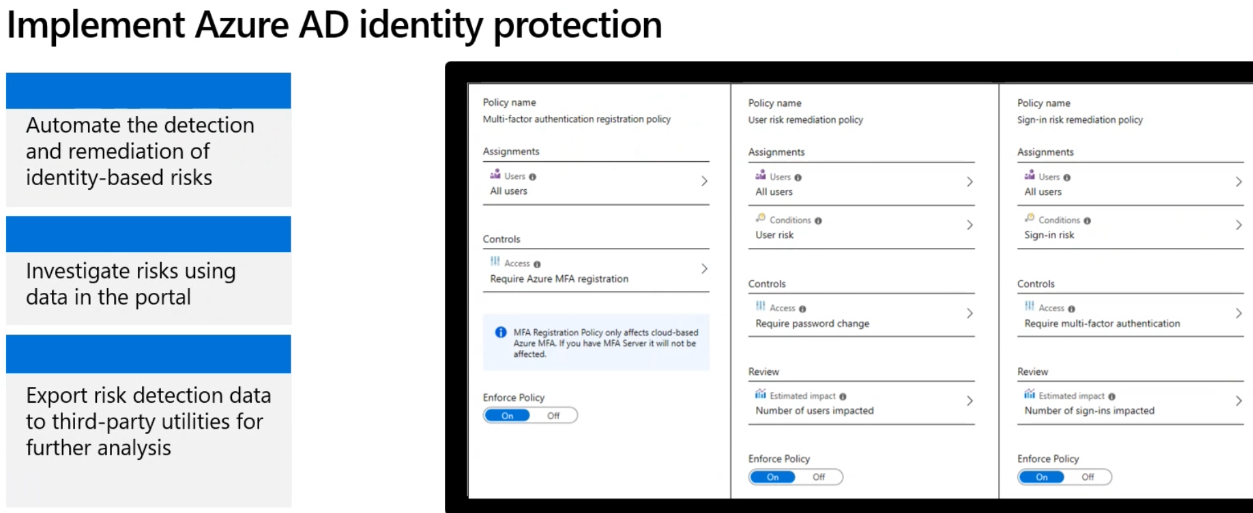 Implement Azure AD identity protection
Automate the detection
and remediation of
identity-based risks
Investigate risks using
data in the portal
Export risk detection data
to third-party utilities for
further analysis
Policy name
Multi-factor authentication registration policy
Assignments
Users
All users
Controls
Access
Require Azure MFA registration
MFA Registration Policy only affects cloud-based
Azure MFA. If you have MFA Server it will not be
affected.
Enforce Policy
On Off
Policy name
User risk remediation policy
Assignments
Users
All users
Conditions
User risk
Controls
Access
Require password change
Review
Estimated impact
Number of users impacted
Enforce Policy
On Off
Policy name
Sign-in risk remediation policy
Assignments
Users
All users
Conditions
Sign-in risk
Controls
Access
Require multi-factor authentication
Review
Estimated impact
Number of sign-ins impacted
Enforce Policy
On Off